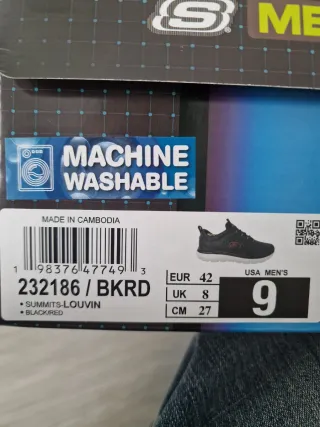 S
ME
MACHINE
WASHABLE
MADE IN CAMBODIA
1 98376 47749 3
232186 / BKRD
• SUMMITS-LOUVIN
• BLACK/RED
EUR 42
UK 8
CM 27
USA MEN'S
9